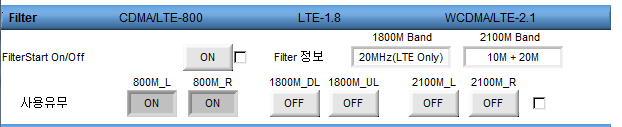 Filter CDMA/LTE-800 LTE-1.8 WCDMA/LTE-2.1
1800M Band 2100M Band
FilterStart On/Off ON Filter 정보 20MHz(LTE Only) 10M + 20M
800M_L 800M_R 1800M_DL 1800M_UL 2100M_L 2100M_R
사용유무 ON ON OFF OFF OFF OFF